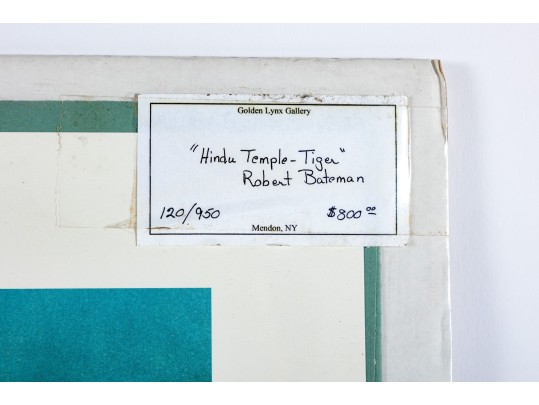 Golden Lynx Gallery
"Hindu Temple-Tiger"
Robert Bateman
120/950 $800.00
Mendon, NY